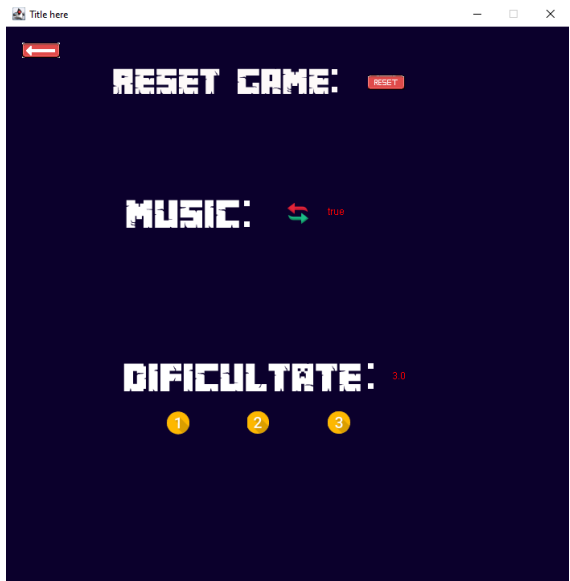 Title here
RESET GAME: RESET
MUSIC: true
DIFICULTATE: 3.0
1 2 3